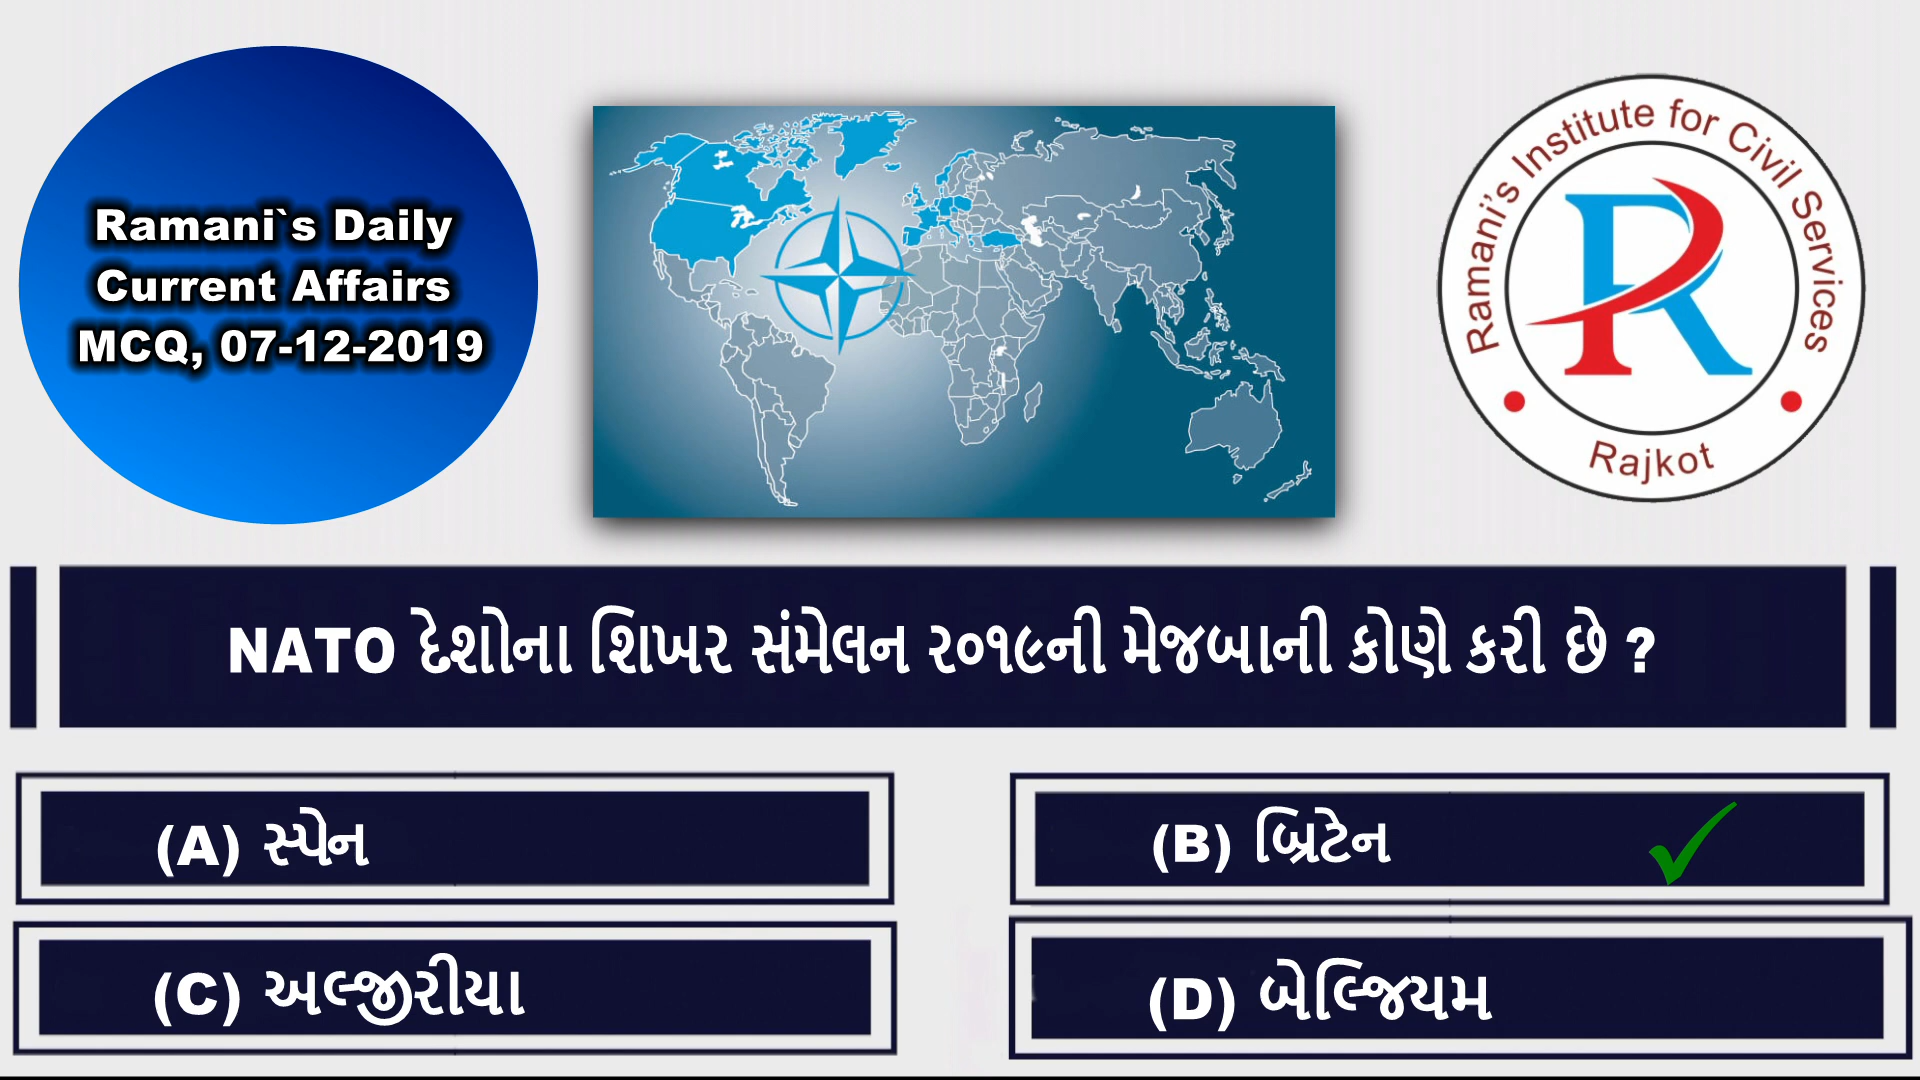 Ramani`s Daily
Current Affairs
MCQ, 07-12-2019
Ramani's Institute for Civil Services
R
Rajkot
NATO દેશોના શિખર સંમેલન ર૦૧૯ની મેજબાની કોણે કરી છે ?
(A) સ્પેન
(B) બ્રિટેન
(C) અલ્જીરીયા
(D) બેલ્જિયમ